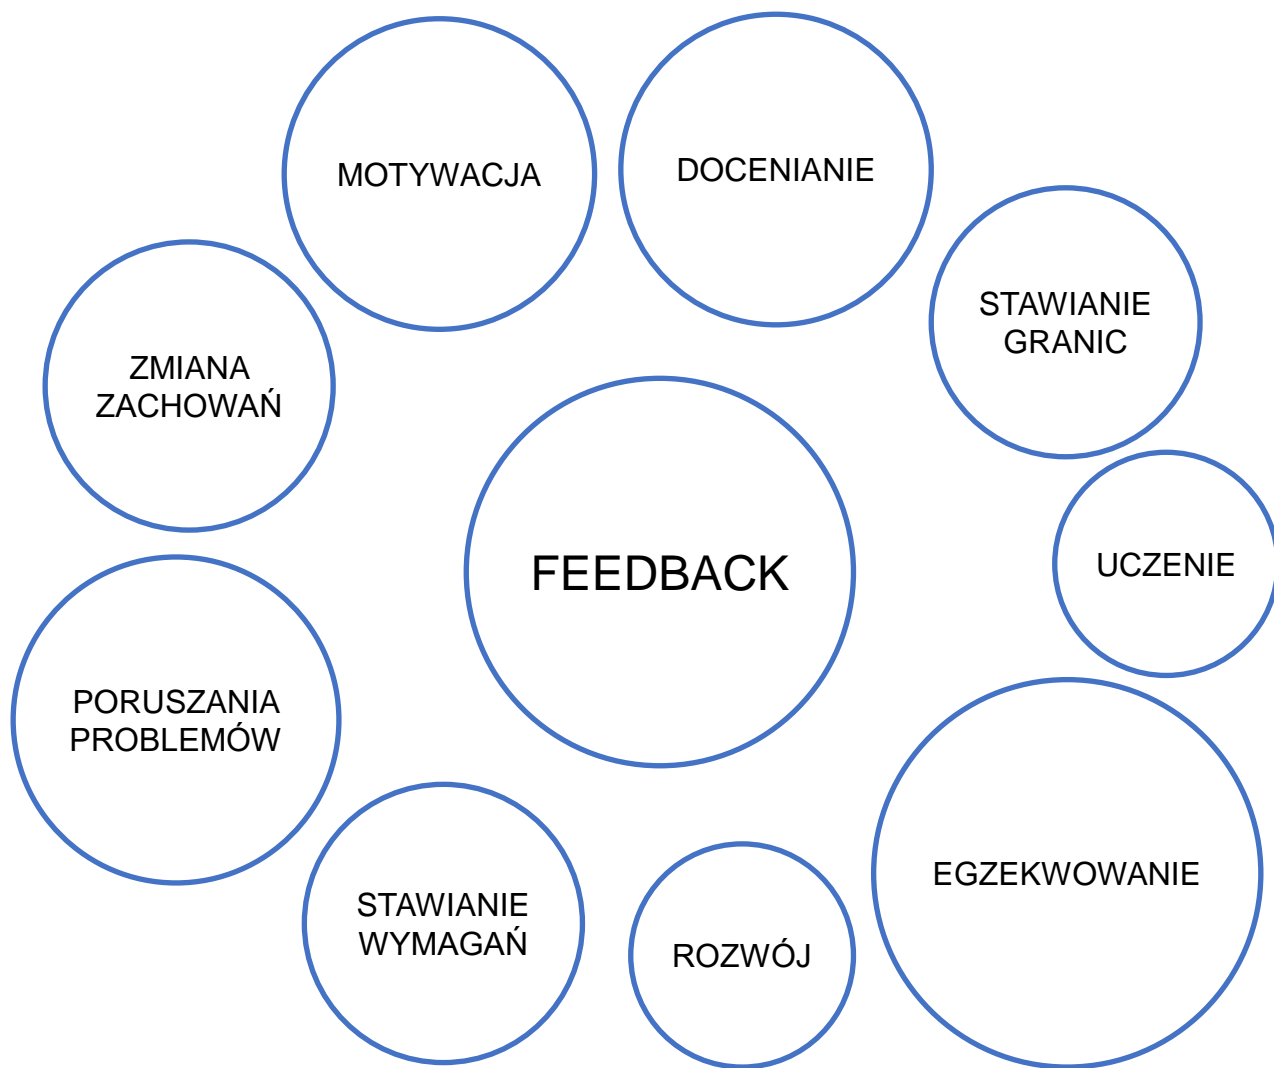 MOTYWACJA
DOCENIANIE
STAWIANIE
GRANIC
ZMIANA
ZACHOWAŃ
FEEDBACK
UCZENIE
PORUSZANIA
PROBLEMÓW
EGZEKWOWANIE
STAWIANIE
WYMAGAŃ
ROZWÓJ